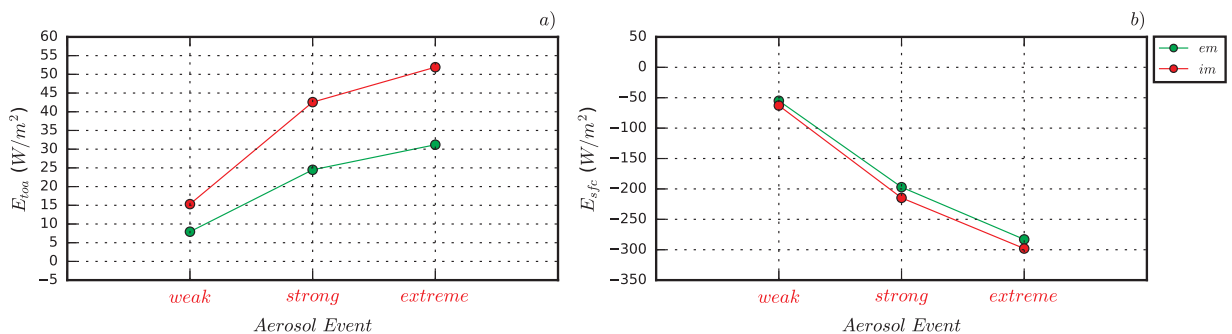 a)
60
55
50
45
40
35
30
25
20
15
10
5
0
−5
E_toa (W/m²)
weak strong extreme
Aerosol Event
b)
50
0
−50
−100
−150
−200
−250
−300
−350
E_sfc (W/m²)
weak strong extreme
Aerosol Event
em
im